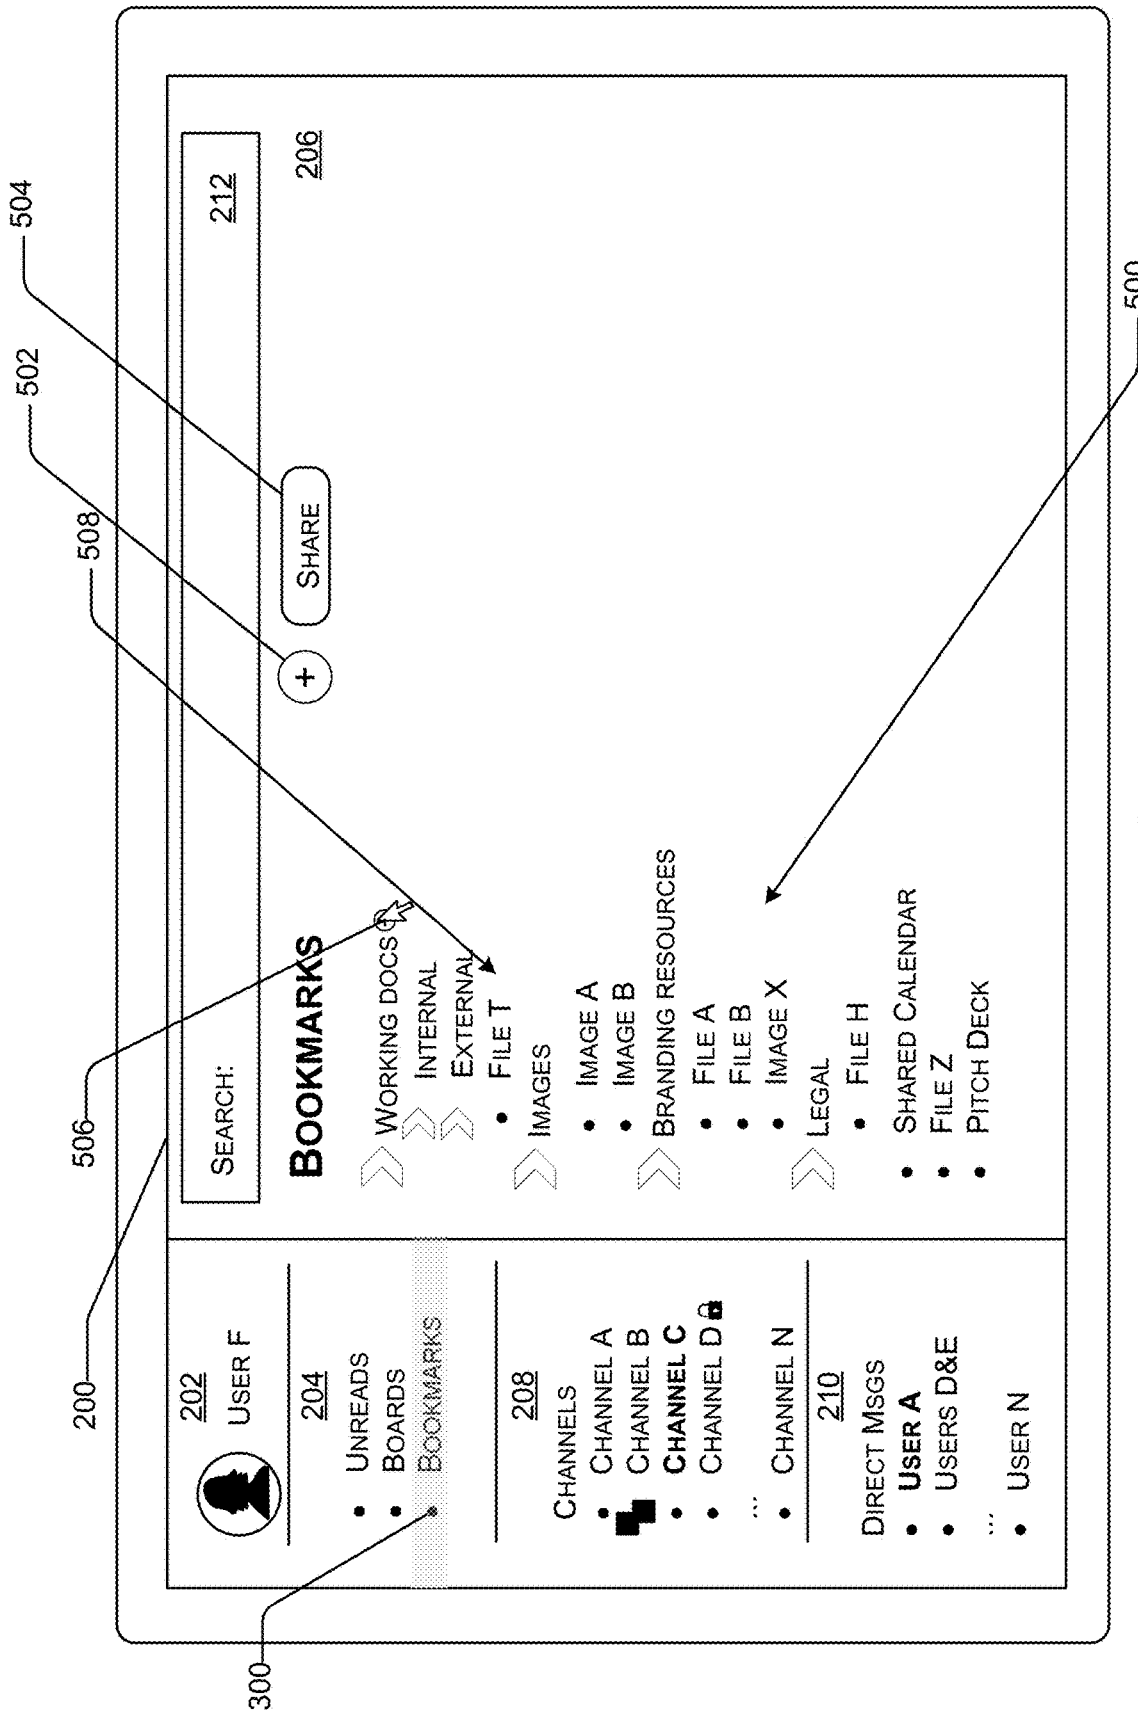 200
506
508
502
504
202
USER F
204
• UNREADS
• BOARDS
• BOOKMARKS
300
208
CHANNELS
• CHANNEL A
CHANNEL B
• CHANNEL C
• CHANNEL D
...
• CHANNEL N
210
DIRECT MSGS
• USER A
• USERS D&E
...
• USER N
SEARCH:
212
BOOKMARKS
+
SHARE
206
WORKING DOCS
INTERNAL
EXTERNAL
• FILE T
IMAGES
• IMAGE A
• IMAGE B
BRANDING RESOURCES
• FILE A
• FILE B
• IMAGE X
LEGAL
• FILE H
• SHARED CALENDAR
• FILE Z
• PITCH DECK
500